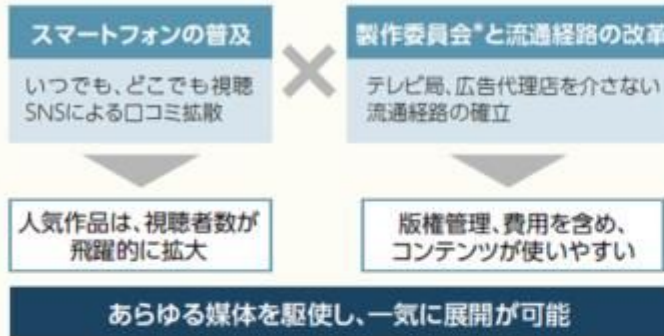 スマートフォンの普及
いつでも、どこでも視聴
SNSによる口コミ拡散
×
製作委員会*と流通経路の改革
テレビ局、広告代理店を介さない
流通経路の確立
人気作品は、視聴者数が
飛躍的に拡大
版権管理、費用を含め、
コンテンツが使いやすい
あらゆる媒体を駆使し、一気に展開が可能